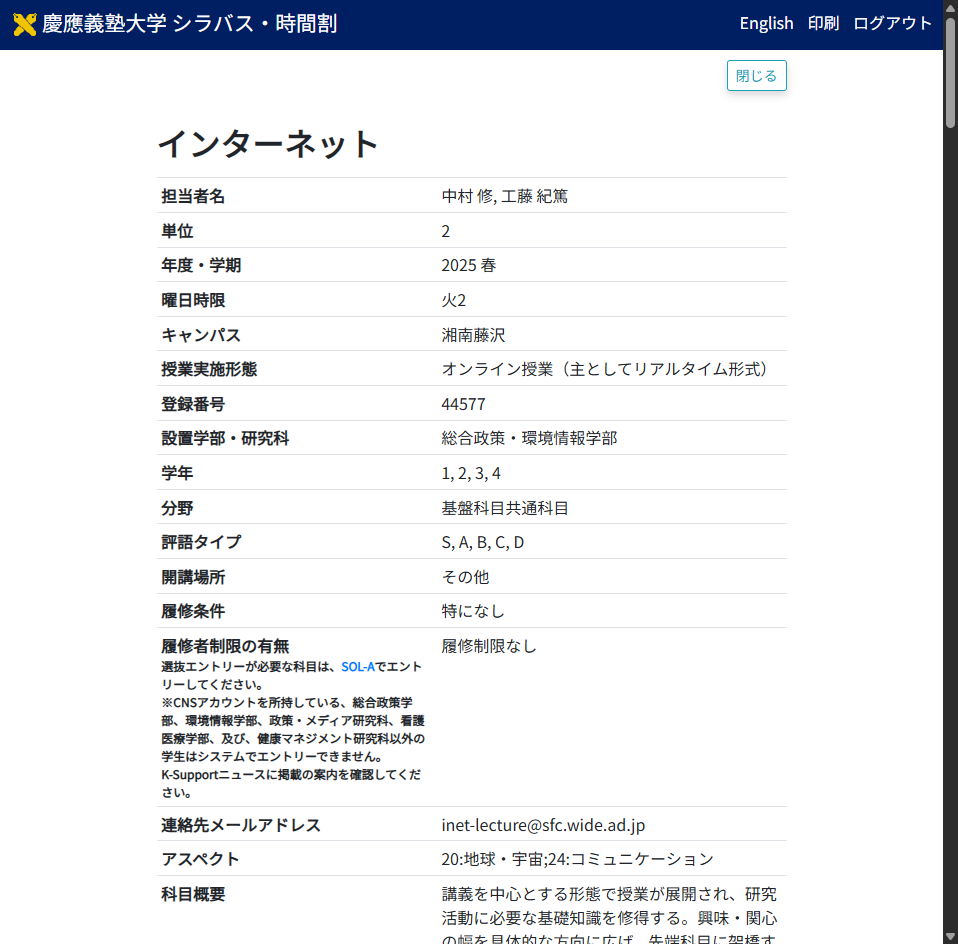 慶應義塾大学 シラバス・時間割
English 印刷 ログアウト
閉じる
インターネット
担当者名 中村 修, 工藤 紀篤
単位 2
年度・学期 2025 春
曜日時限 火2
キャンパス 湘南藤沢
授業実施形態 オンライン授業（主としてリアルタイム形式）
登録番号 44577
設置学部・研究科 総合政策・環境情報学部
学年 1, 2, 3, 4
分野 基盤科目共通科目
評語タイプ S, A, B, C, D
開講場所 その他
履修条件 特になし
履修者制限の有無 履修制限なし
選抜エントリーが必要な科目は、SOL-Aでエント
リーしてください。
※CNSアカウントを所持している、総合政策学
部、環境情報学部、政策・メディア研究科、看護
医療学部、及び、健康マネジメント研究科以外の
学生はシステムでエントリーできません。
K-Supportニュースに掲載の案内を確認してくだ
さい。
連絡先メールアドレス inet-lecture@sfc.wide.ad.jp
アスペクト 20:地球・宇宙;24:コミュニケーション
科目概要 講義を中心とする形態で授業が展開され、研究
活動に必要な基礎知識を修得する。興味・関心
の幅を具体的な方向に広げ、先端科目に架橋す